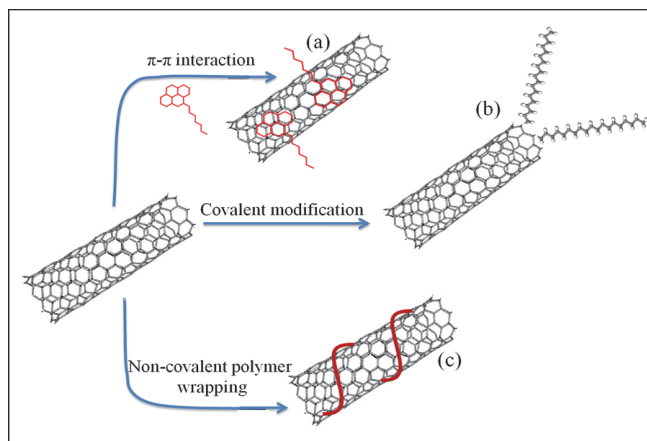 π-π interaction
(a)
(b)
Covalent modification
Non-covalent polymer
wrapping
(c)